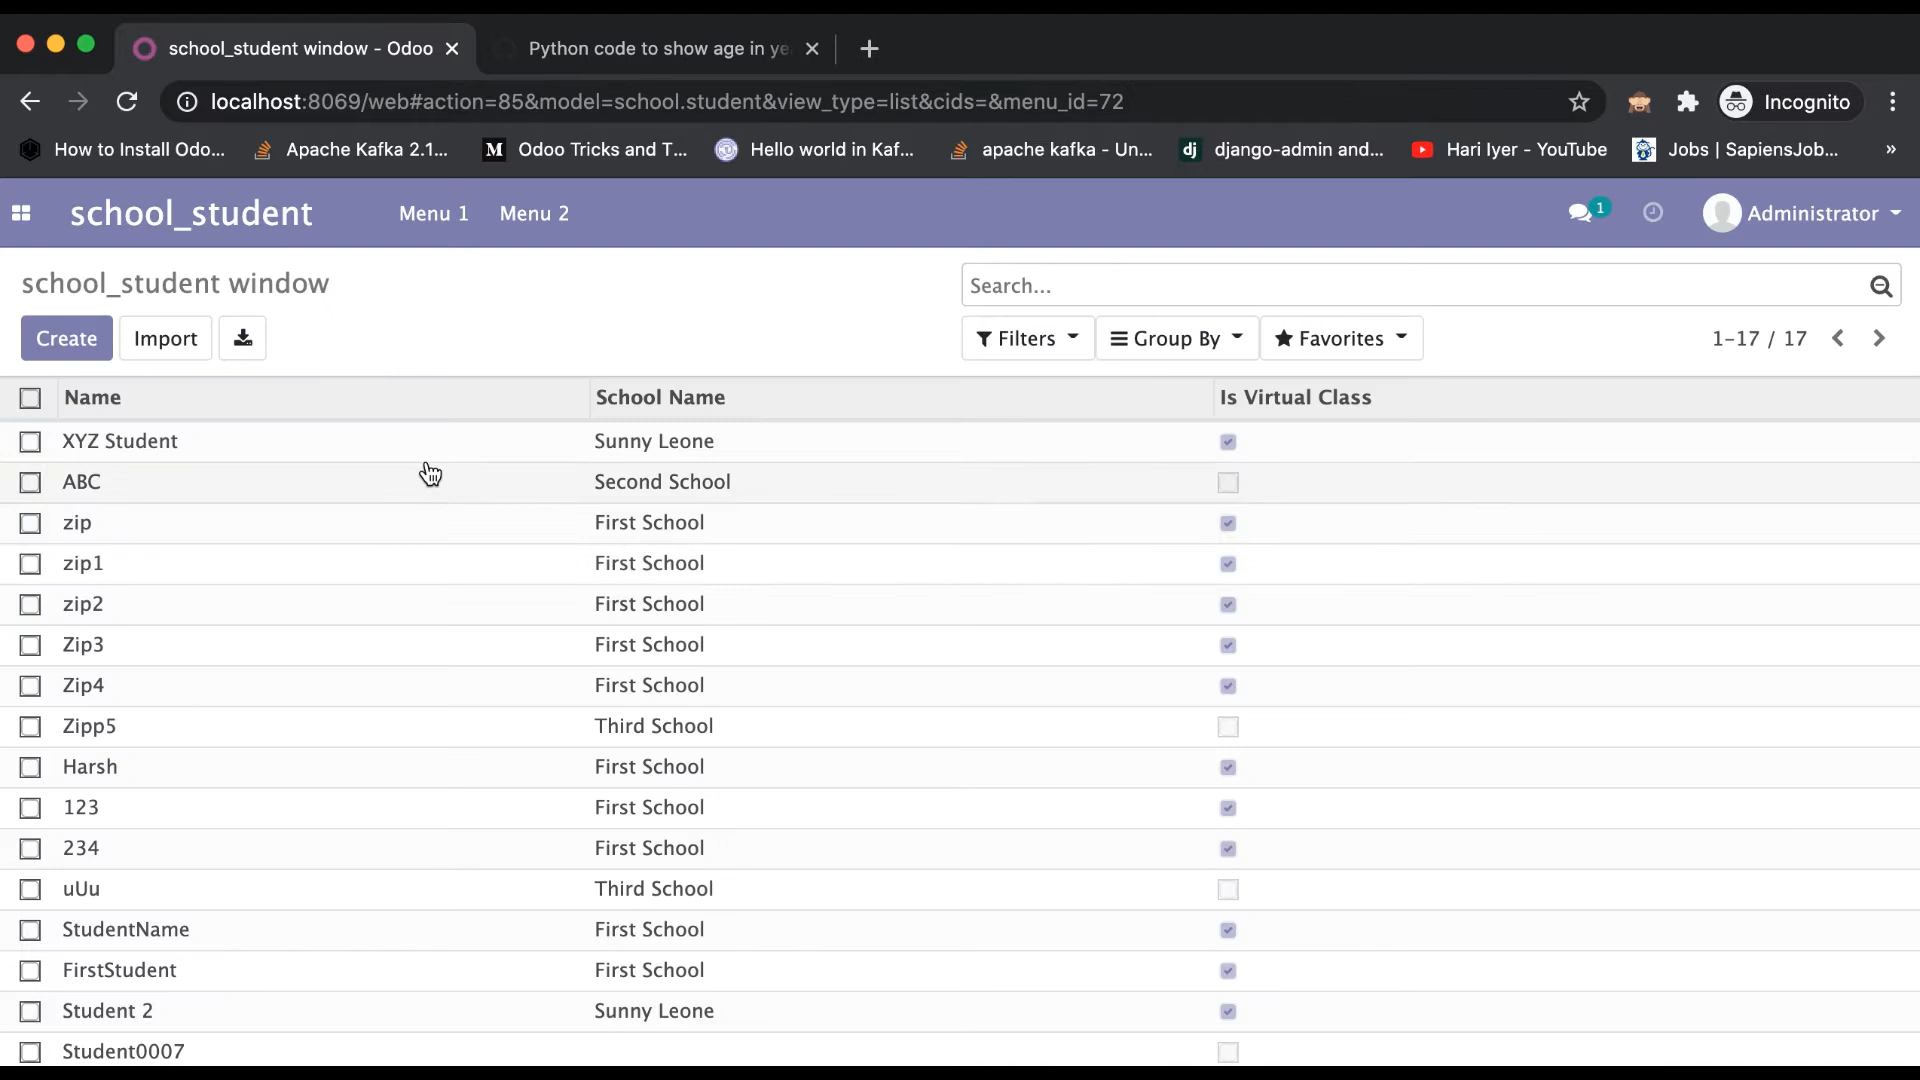 school_student window - Odoo
Python code to show age in ye
localhost:8069/web#action=85&model=school.student&view_type=list&cids=&menu_id=72
Incognito
How to Install Odo...
Apache Kafka 2.1...
M
Odoo Tricks and T...
Hello world in Kaf...
apache kafka - Un...
dj
django-admin and...
Hari Iyer - YouTube
Jobs | SapiensJob...
»
school_student
Menu 1
Menu 2
1
Administrator
school_student window
Search...
Create
Import
Filters
Group By
Favorites
1-17 / 17
Name School Name Is Virtual Class
XYZ Student Sunny Leone
ABC Second School
zip First School
zip1 First School
zip2 First School
Zip3 First School
Zip4 First School
Zipp5 Third School
Harsh First School
123 First School
234 First School
uUu Third School
StudentName First School
FirstStudent First School
Student 2 Sunny Leone
Student0007